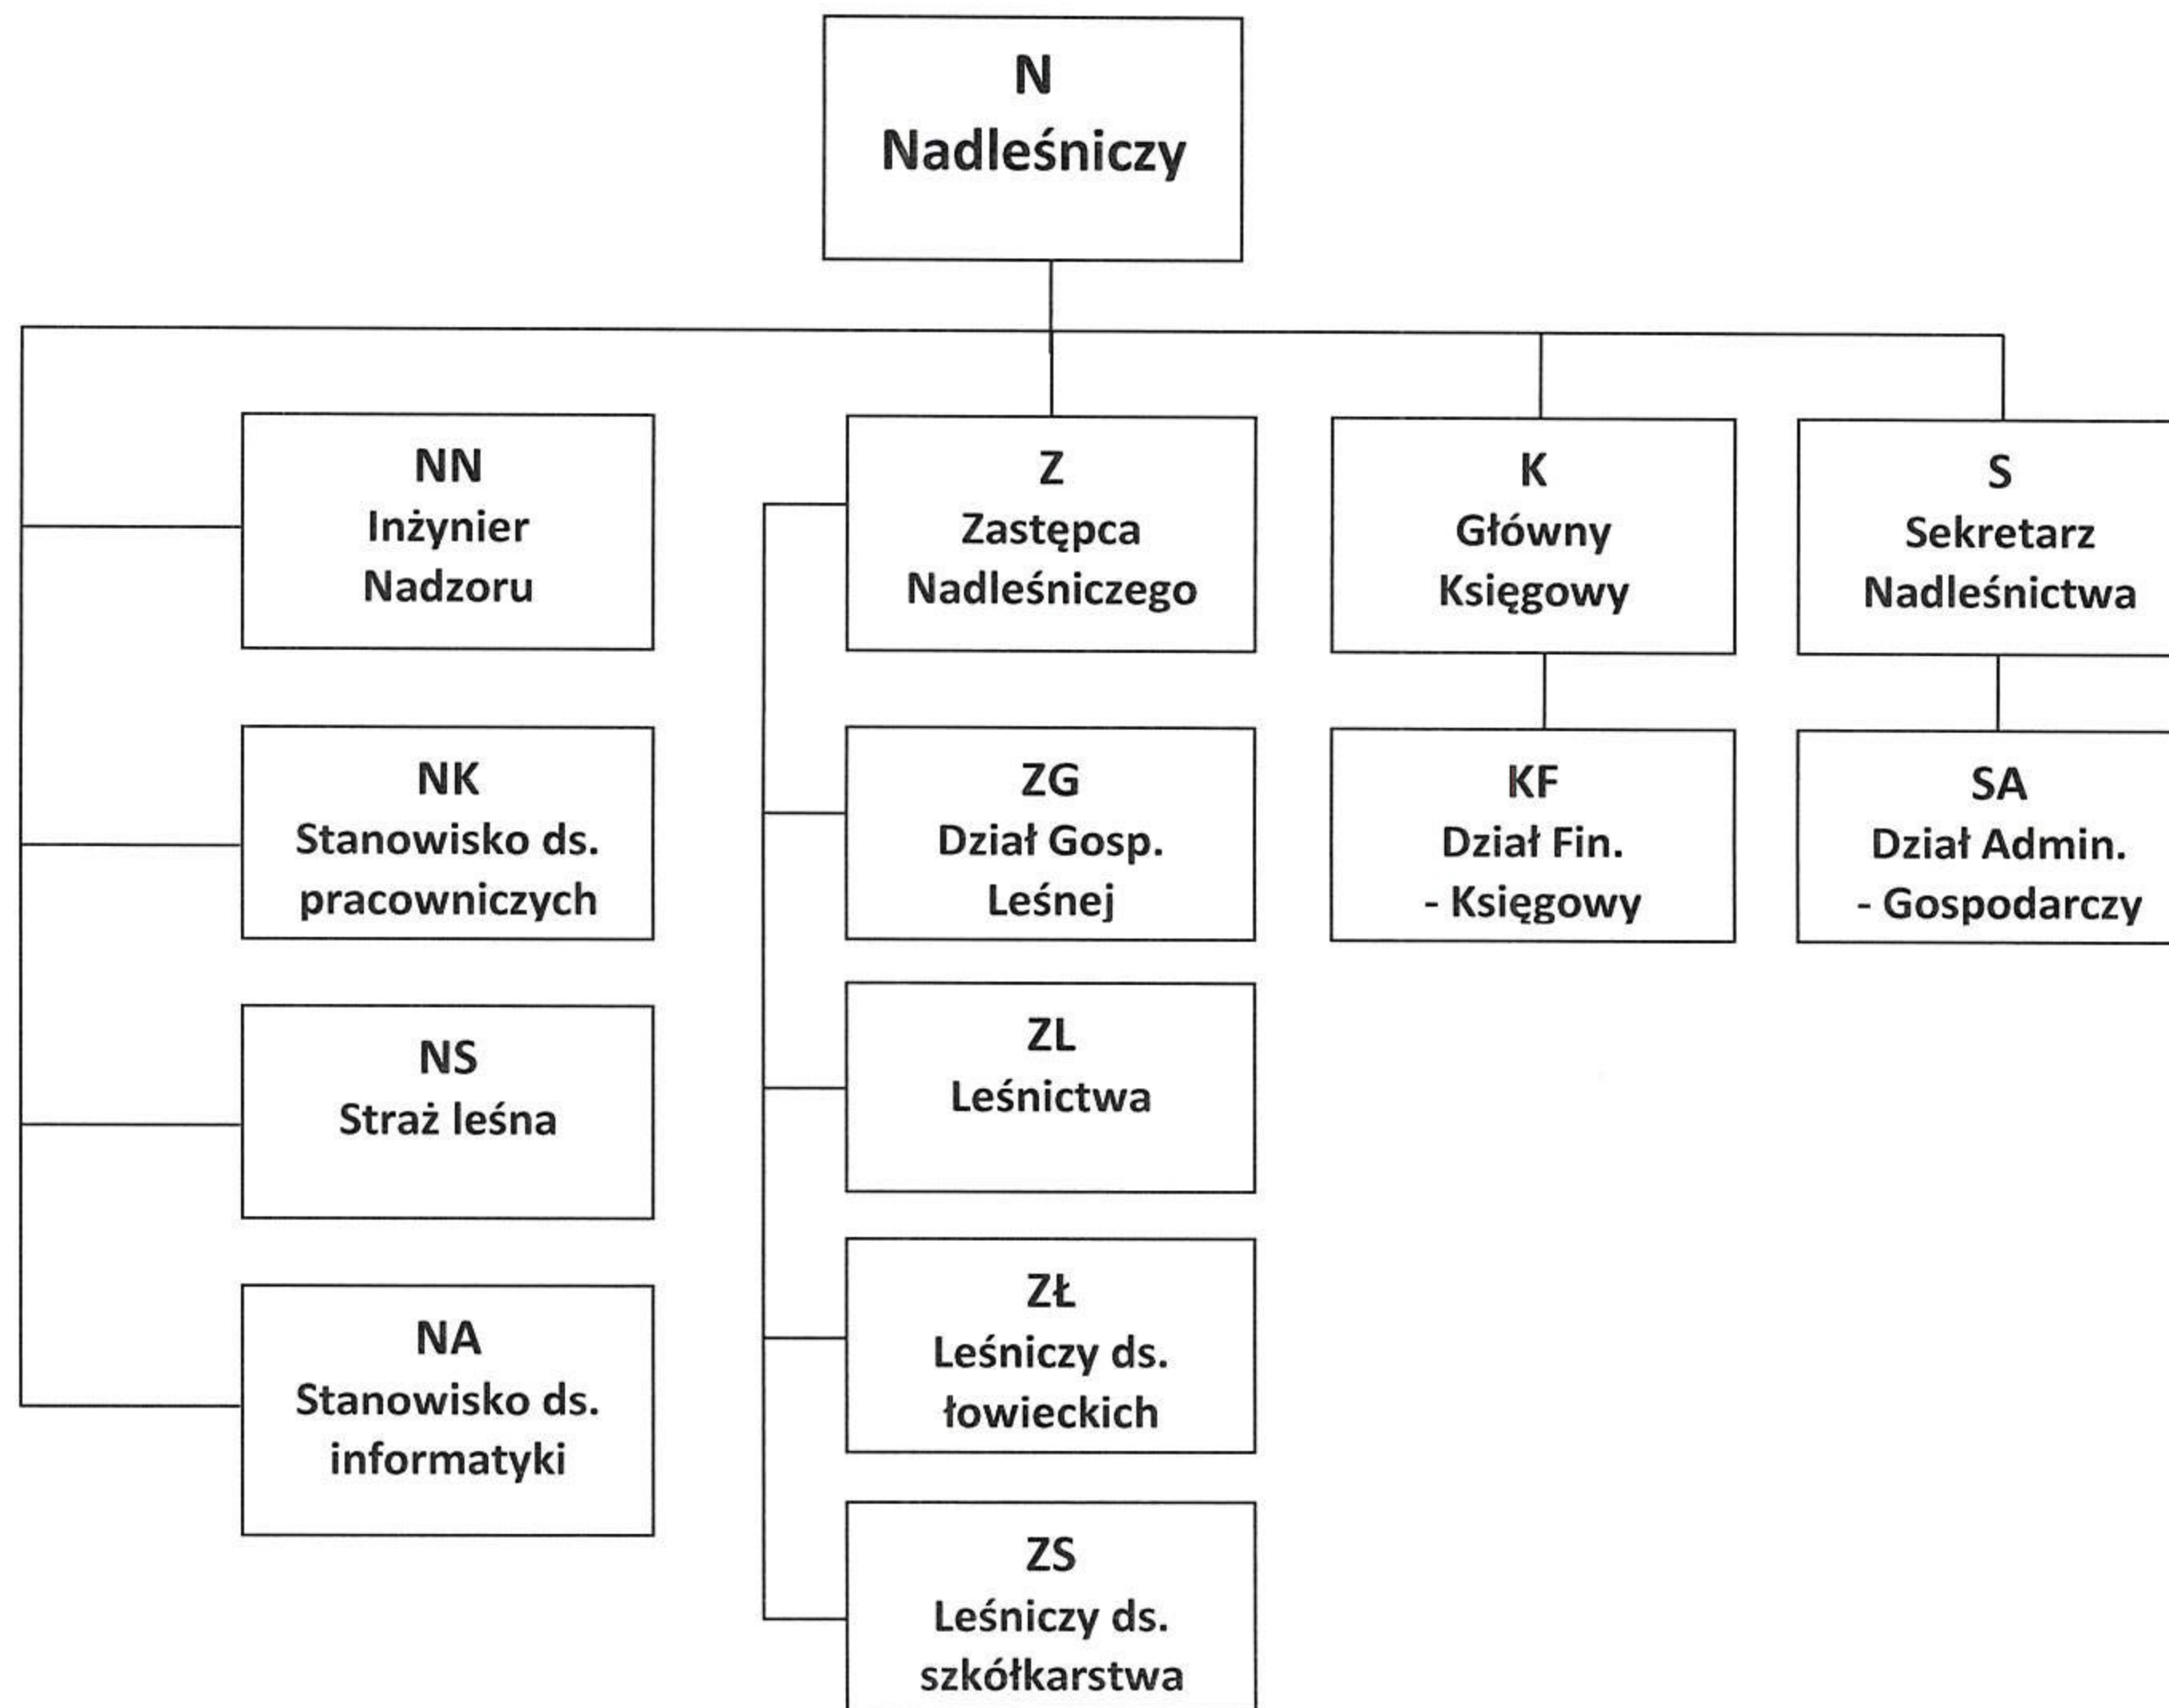 N
Nadleśniczy
NN
Inżynier
Nadzoru
Z
Zastępca
Nadleśniczego
K
Główny
Księgowy
S
Sekretarz
Nadleśnictwa
NK
Stanowisko ds.
pracowniczych
ZG
Dział Gosp.
Leśnej
KF
Dział Fin.
- Księgowy
SA
Dział Admin.
- Gospodarczy
NS
Straż leśna
ZL
Leśnictwa
NA
Stanowisko ds.
informatyki
ZŁ
Leśniczy ds.
łowieckich
ZS
Leśniczy ds.
szkółkarstwa